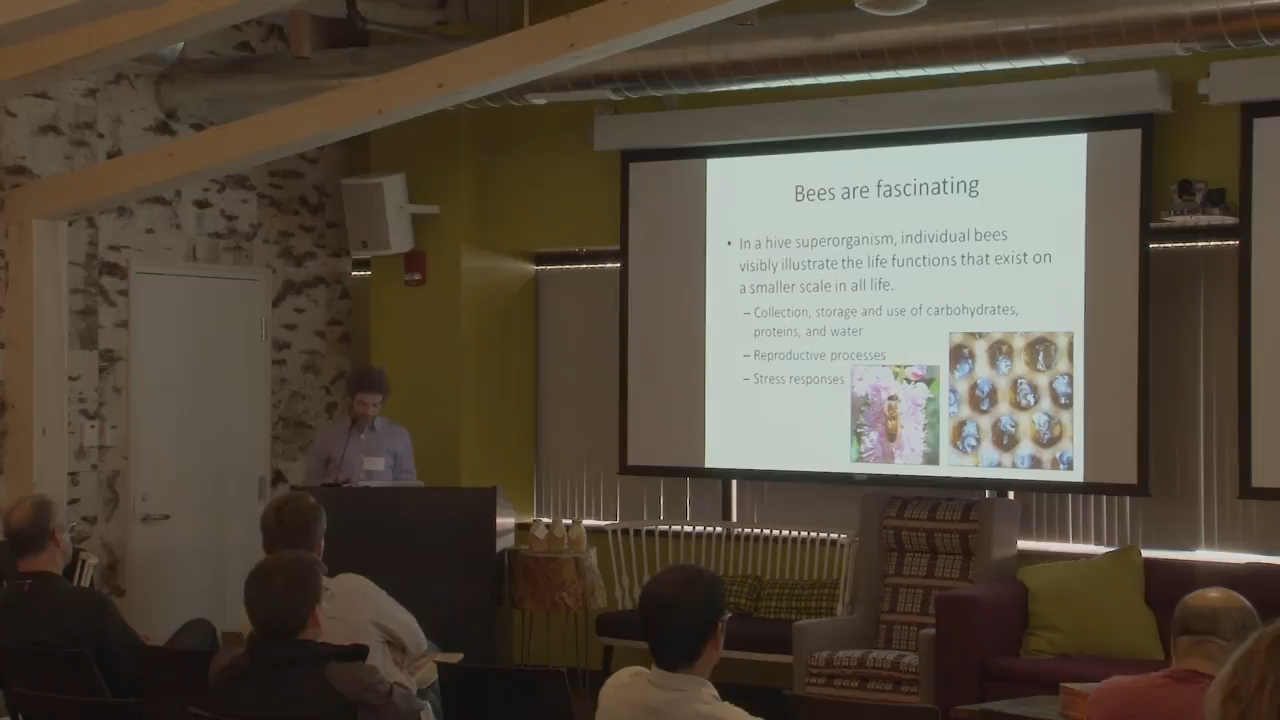 Bees are fascinating
• In a hive superorganism, individual bees
visibly illustrate the life functions that exist on
a smaller scale in all life.
– Collection, storage and use of carbohydrates,
proteins, and water
– Reproductive processes
– Stress responses